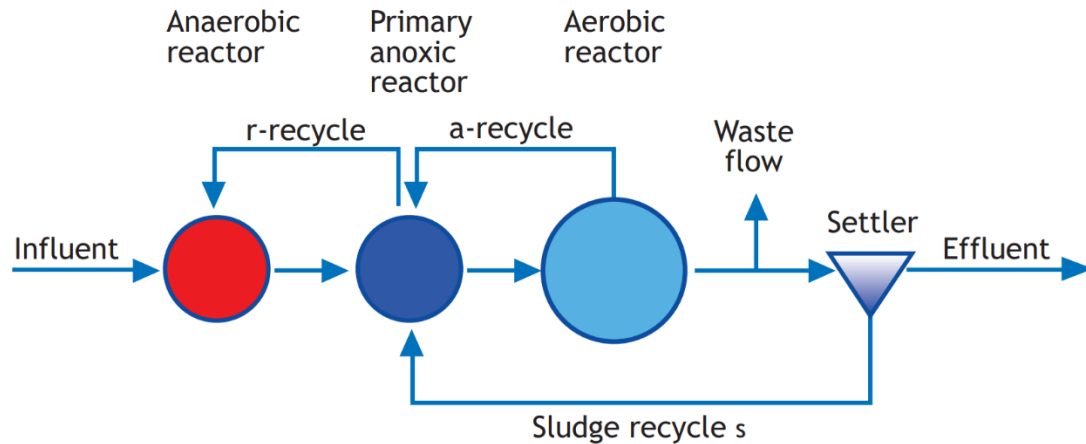 Anaerobic
reactor
Primary
anoxic
reactor
Aerobic
reactor
r-recycle
a-recycle
Waste
flow
Settler
Influent
Effluent
Sludge recycle s